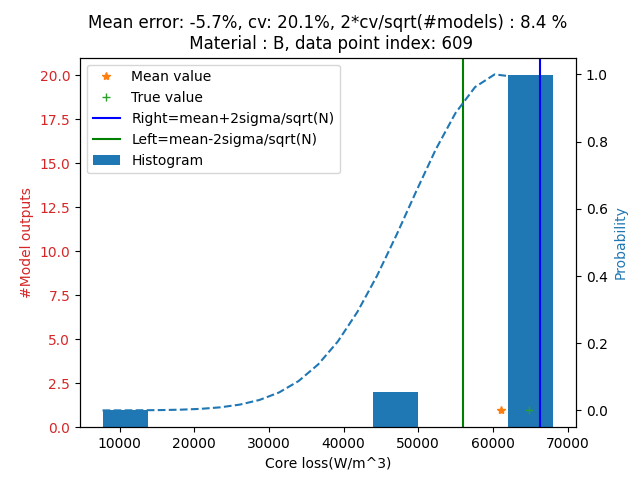 Mean error: -5.7%, cv: 20.1%, 2*cv/sqrt(#models) : 8.4 %
Material : B, data point index: 609
Mean value
True value
Right=mean+2sigma/sqrt(N)
Left=mean-2sigma/sqrt(N)
Histogram
#Model outputs
20.0
17.5
15.0
12.5
10.0
7.5
5.0
2.5
0.0
1.0
0.8
0.6
0.4
0.2
0.0
Probability
10000 20000 30000 40000 50000 60000 70000
Core loss(W/m^3)